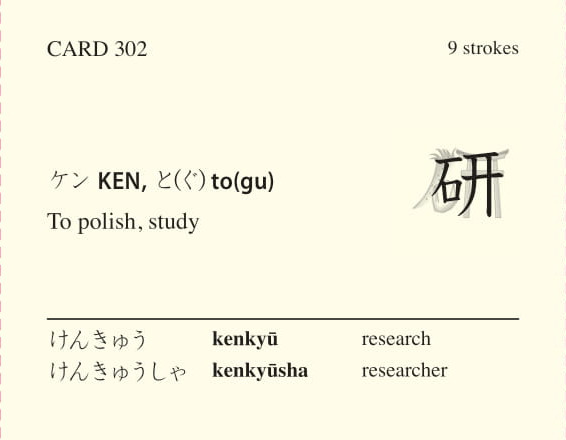 CARD 302
9 strokes
ケン KEN, と(ぐ) to(gu)
To polish, study
研
けんきゅう kenkyū research
けんきゅうしゃ kenkyūsha researcher